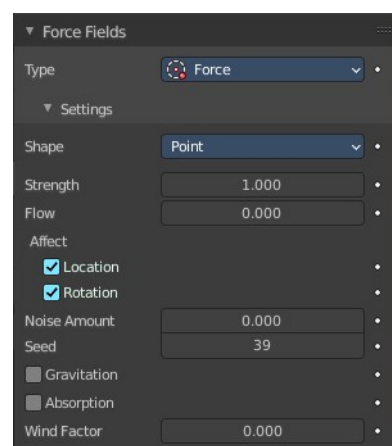 Force Fields
Type Force
Settings
Shape Point
Strength 1.000
Flow 0.000
Affect
Location
Rotation
Noise Amount 0.000
Seed 39
Gravitation
Absorption
Wind Factor 0.000